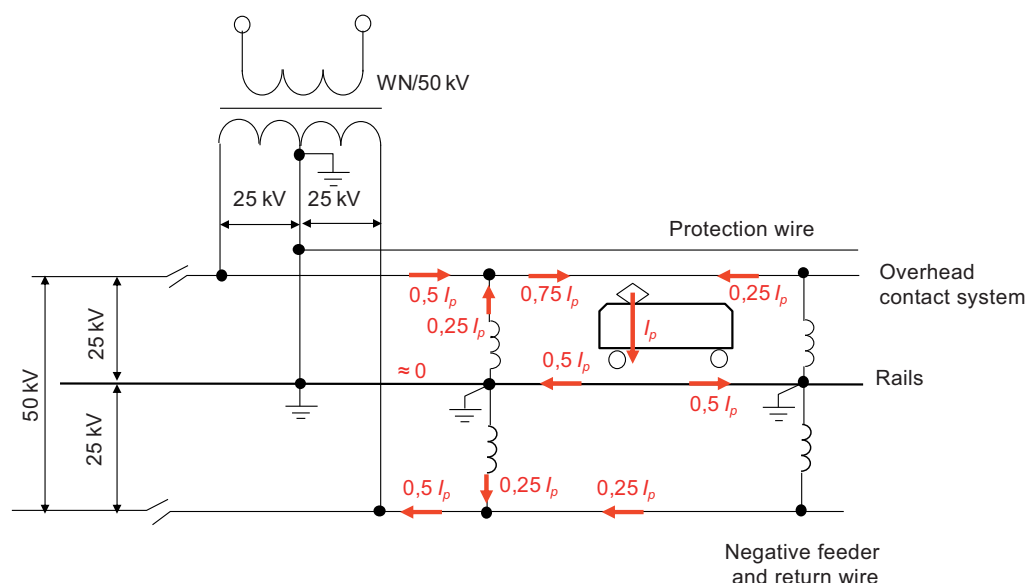 WN/50 kV
25 kV
25 kV
Protection wire
Overhead
contact system
0,5 Ip
0,75 Ip
0,25 Ip
0,25 Ip
Ip
25 kV
50 kV
≈ 0
0,5 Ip
Rails
0,5 Ip
25 kV
0,5 Ip
0,25 Ip
0,25 Ip
Negative feeder
and return wire